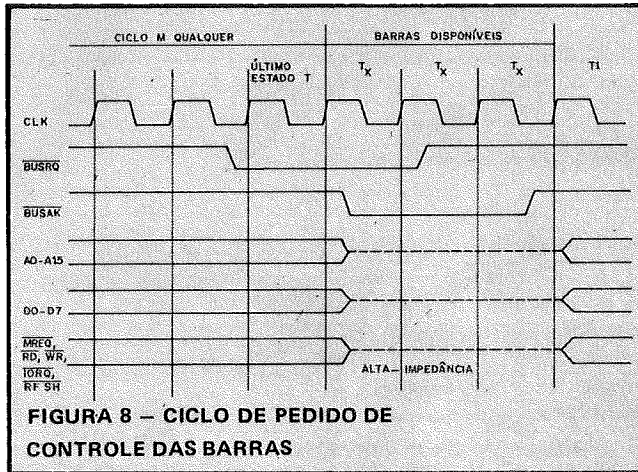 CICLO M QUALQUER
BARRAS DISPONÍVEIS
ÚLTIMO
ESTADO T
TX
TX
TX
T1
CLK
BUSRQ
BUSAK
A0-A15
D0-D7
MREQ,
RD, WR,
IORQ,
RFSH
ALTA-IMPEDÂNCIA
FIGURA 8 – CICLO DE PEDIDO DE
CONTROLE DAS BARRAS